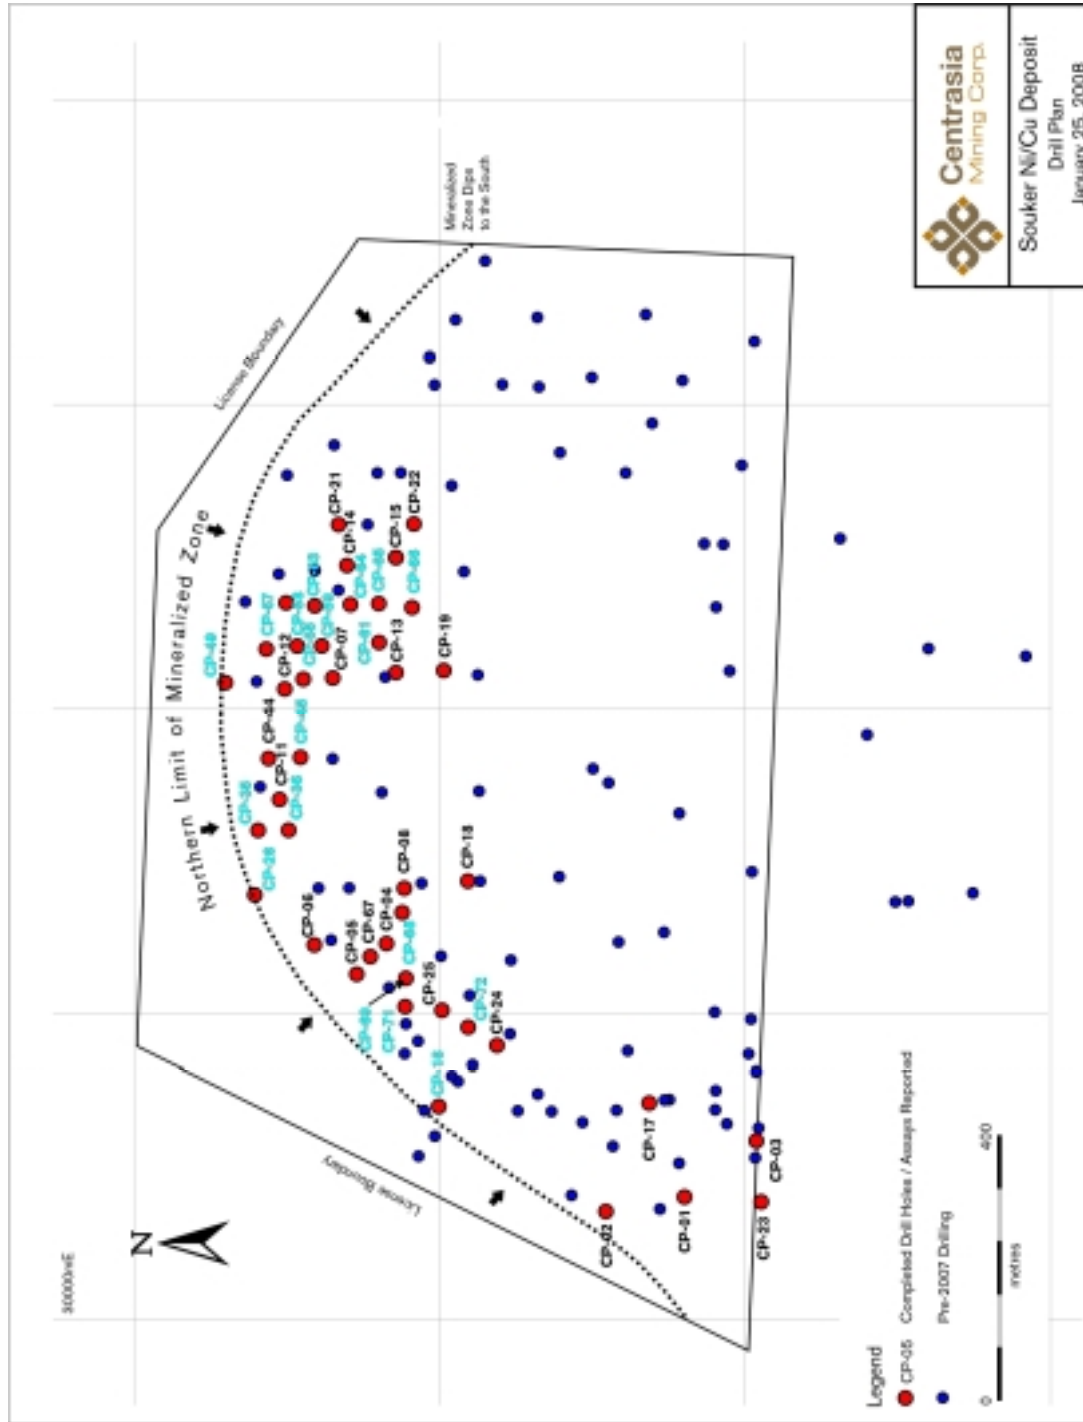 Centrasia
Mining Corp.
Souker Ni/Cu Deposit
Drill Plan
January 25, 2008
30000mE
N
License Boundary
Northern Limit of Mineralized Zone
License Boundary
Mineralized
Zone Dips
to the South
CP-06
CP-05
CP-67
CP-04
CP-08
CP-18
CP-25
CP-71
CP-72
CP-24
CP-16
CP-17
CP-02
CP-01
CP-23
CP-03
CP-11
CP-44
CP-12
CP-07
CP-13
CP-19
CP-21
CP-14
CP-15
CP-22
Legend
CP-05 Completed Drill Holes / Assays Reported
Pre-2007 Drilling
0
400
metres